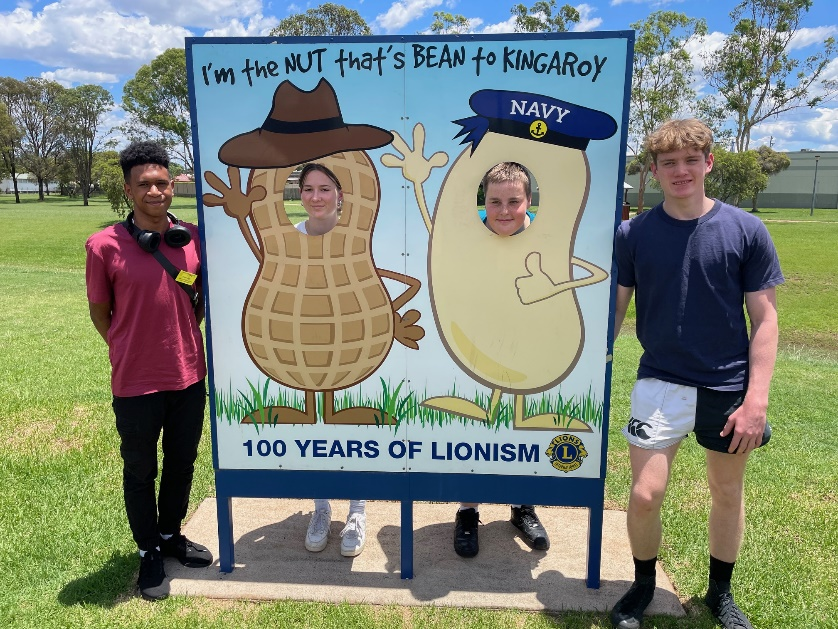 I'm the NUT that's BEAN to KINGAROY
NAVY
100 YEARS OF LIONISM
LIONS
L